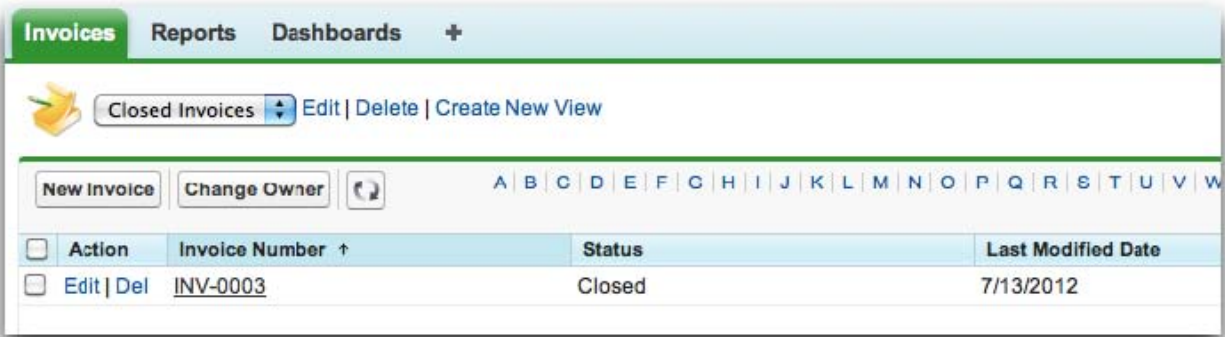 Invoices Reports Dashboards +
Closed Invoices Edit | Delete | Create New View
New Invoice Change Owner A | B | C | D | E | F | G | H | I | J | K | L | M | N | O | P | Q | R | S | T | U | V | W
Action Invoice Number ↑ Status Last Modified Date
Edit | Del INV-0003 Closed 7/13/2012